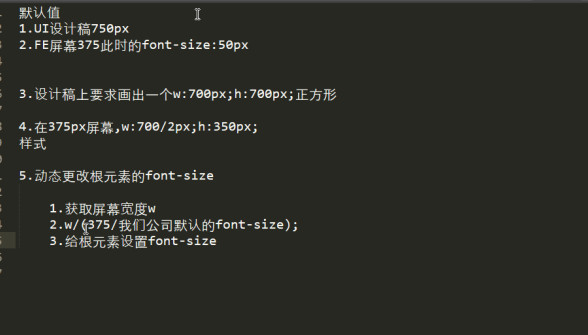 默认值
1.UI设计稿750px
2.FE屏幕375此时的font-size:50px
3.设计稿上要求画出一个w:700px;h:700px;正方形
4.在375px屏幕,w:700/2px;h:350px;
样式
5.动态更改根元素的font-size
1.获取屏幕宽度w
2.w/(375/我们公司默认的font-size);
3.给根元素设置font-size